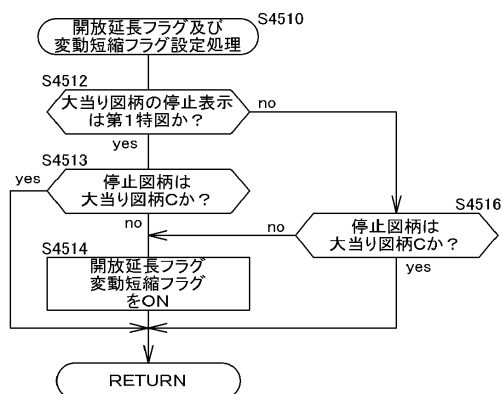 S4510
開放延長フラグ及び
変動短縮フラグ設定処理
S4512
大当り図柄の停止表示
は第1特図か？
no
yes
S4513
yes
停止図柄は
大当り図柄Cか？
no
S4516
no
停止図柄は
大当り図柄Cか？
yes
S4514
開放延長フラグ
変動短縮フラグ
をON
RETURN